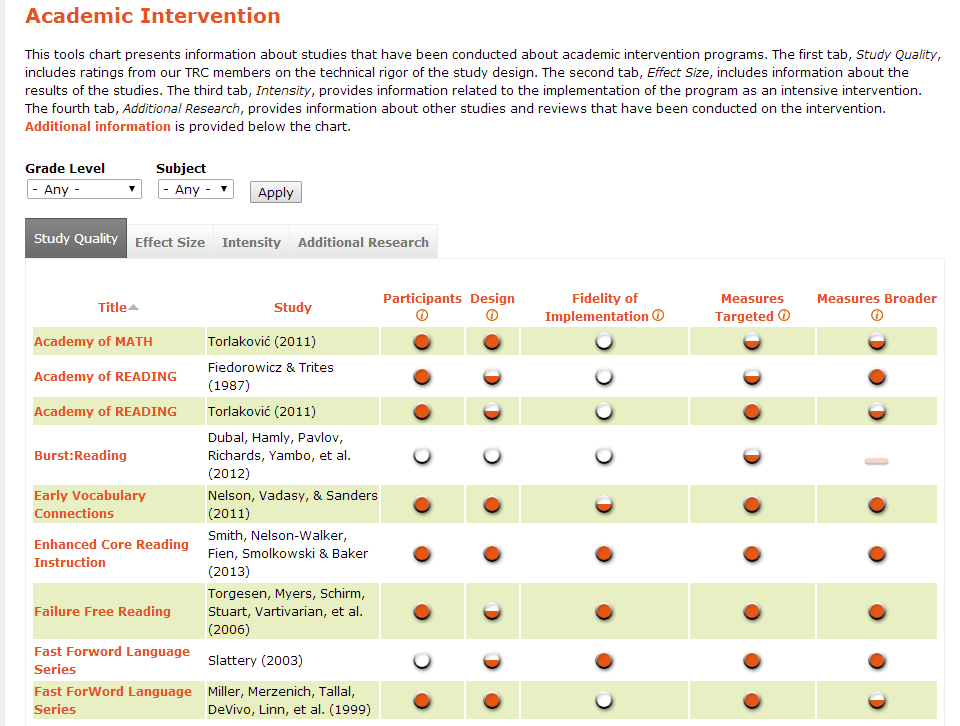 Academic Intervention
This tools chart presents information about studies that have been conducted about academic intervention programs. The first tab, Study Quality,
includes ratings from our TRC members on the technical rigor of the study design. The second tab, Effect Size, includes information about the
results of the studies. The third tab, Intensity, provides information related to the implementation of the program as an intensive intervention.
The fourth tab, Additional Research, provides information about other studies and reviews that have been conducted on the intervention.
Additional information is provided below the chart.
Grade Level Subject
- Any - - Any - Apply
Study Quality Effect Size Intensity Additional Research
Title Study Participants Design Fidelity of Implementation Measures Targeted Measures Broader
Academy of MATH Torlaković (2011)
Academy of READING Fiedorowicz & Trites
(1987)
Academy of READING Torlaković (2011)
Burst:Reading Dubal, Hamly, Pavlov,
Richards, Yambo, et al.
(2012)
Early Vocabulary Nelson, Vadasy, & Sanders
Connections (2011)
Enhanced Core Reading Smith, Nelson-Walker,
Instruction Fien, Smolkowski & Baker
(2013)
Failure Free Reading Torgesen, Myers, Schirm,
Stuart, Vartivarian, et al.
(2006)
Fast Forword Language
Series Slattery (2003)
Fast ForWord Language Miller, Merzenich, Tallal,
Series DeVivo, Linn, et al. (1999)